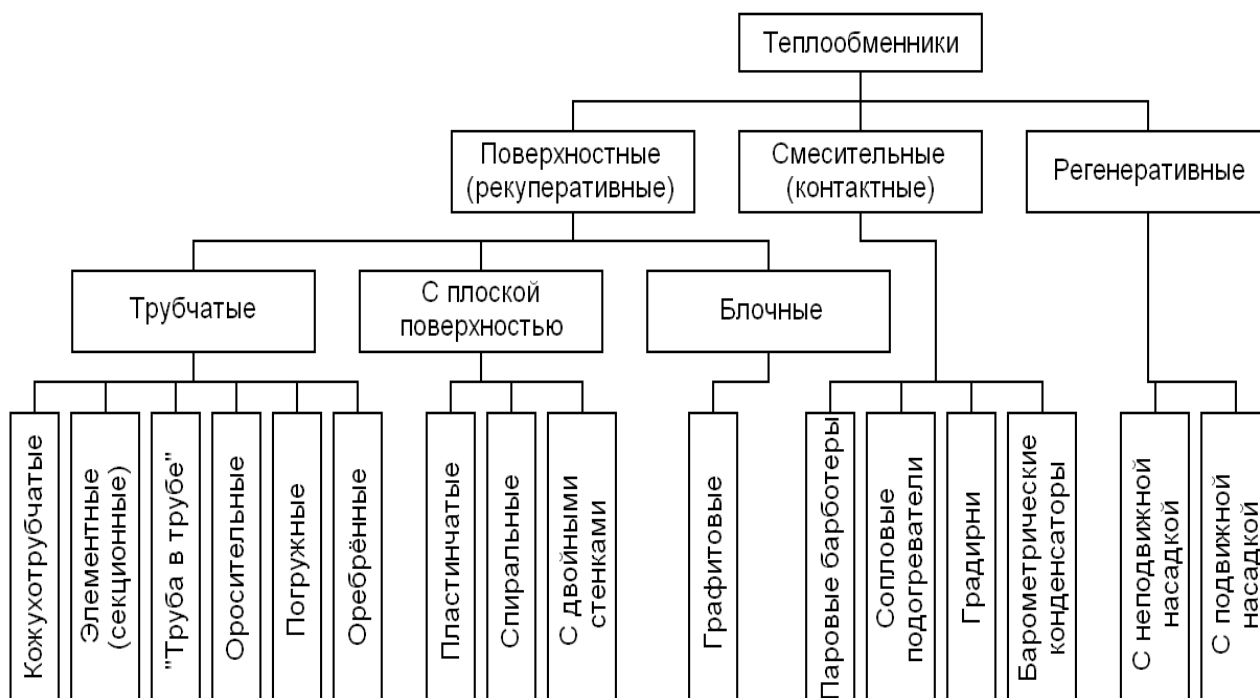 Теплообменники
Поверхностные
(рекуперативные)
Смесительные
(контактные)
Регенеративные
Трубчатые
С плоской
поверхностью
Блочные
Кожухотрубчатые
Элементные
(секционные)
"Труба в трубе"
Оросительные
Погружные
Оребрённые
Пластинчатые
Спиральные
С двойными
стенками
Графитовые
Паровые барботеры
Сопловые
подогреватели
Градирни
Барометрические
конденсаторы
С неподвижной
насадкой
С подвижной
насадкой